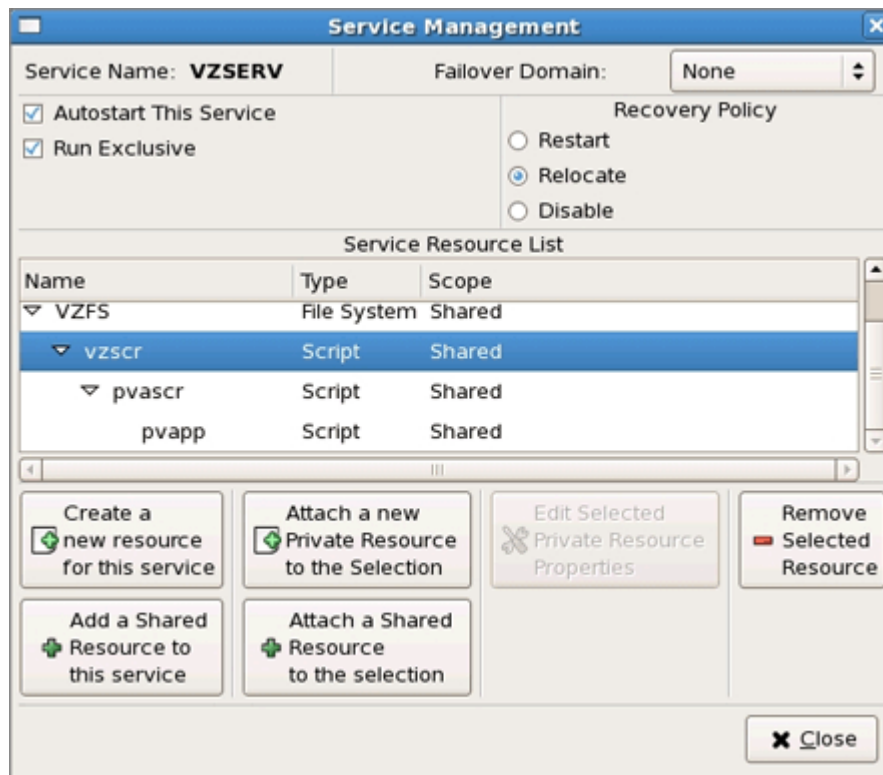 Service Management
Service Name: VZSERV Failover Domain: None
Autostart This Service
Run Exclusive
Recovery Policy
Restart
Relocate
Disable
Service Resource List
Name Type Scope
VZFS File System Shared
vzscr Script Shared
pvascr Script Shared
pvapp Script Shared
Create a
new resource
for this service
Attach a new
Private Resource
to the Selection
Edit Selected
Private Resource
Properties
Remove
Selected
Resource
Add a Shared
Resource to
this service
Attach a Shared
Resource
to the selection
Close